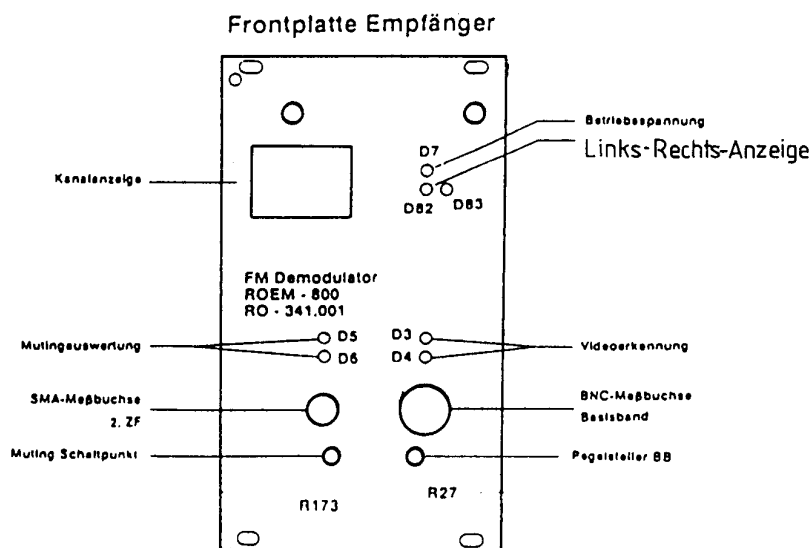 Frontplatte Empfänger
Betriebsspannung
D7
Links-Rechts-Anzeige
Kanalanzeige
D82 D83
FM Demodulator
ROEM - 800
RO - 341.001
Mutingauswertung
D5 D3
D6 D4
Videoerkennung
SMA-Meßbuchse
2. ZF
BNC-Meßbuchse
Basisband
Muting Schaltpunkt
Pegelsteller BB
R173
R27